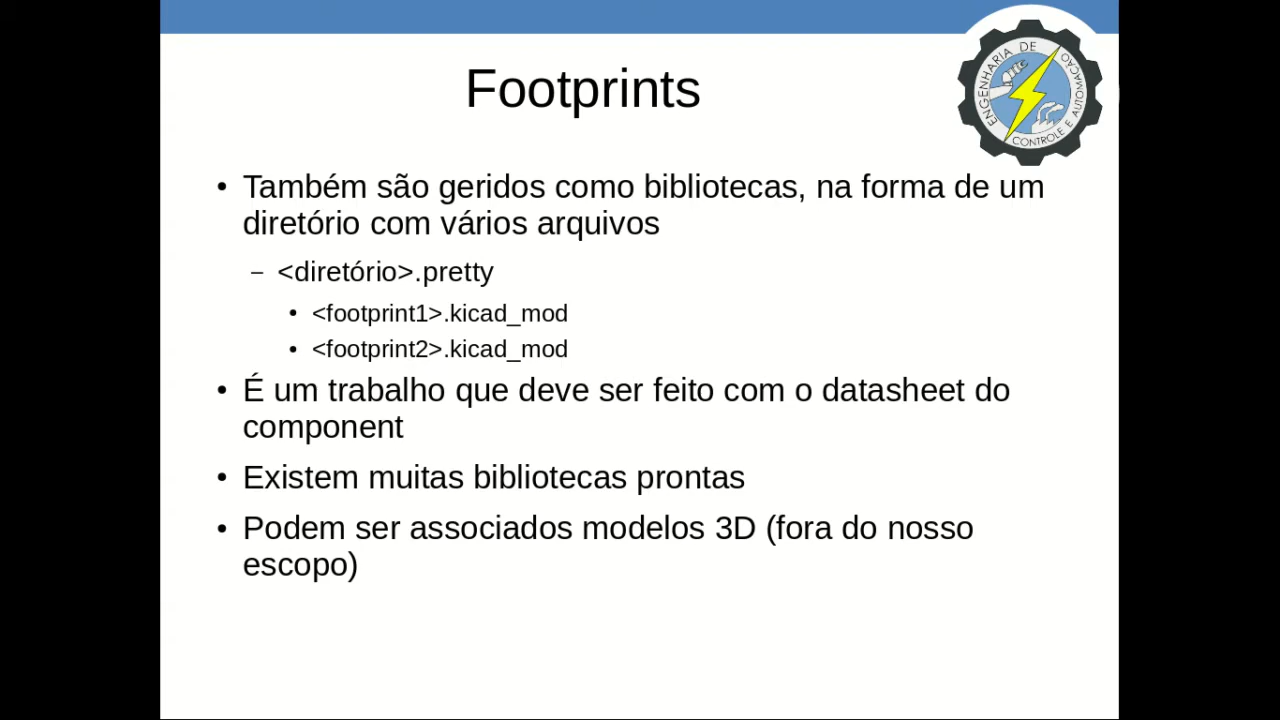 Footprints
ENGENHARIA DE
CONTROLE E AUTOMAÇÃO
• Também são geridos como bibliotecas, na forma de um
diretório com vários arquivos
– <diretório>.pretty
• <footprint1>.kicad_mod
• <footprint2>.kicad_mod
• É um trabalho que deve ser feito com o datasheet do
component
• Existem muitas bibliotecas prontas
• Podem ser associados modelos 3D (fora do nosso
escopo)